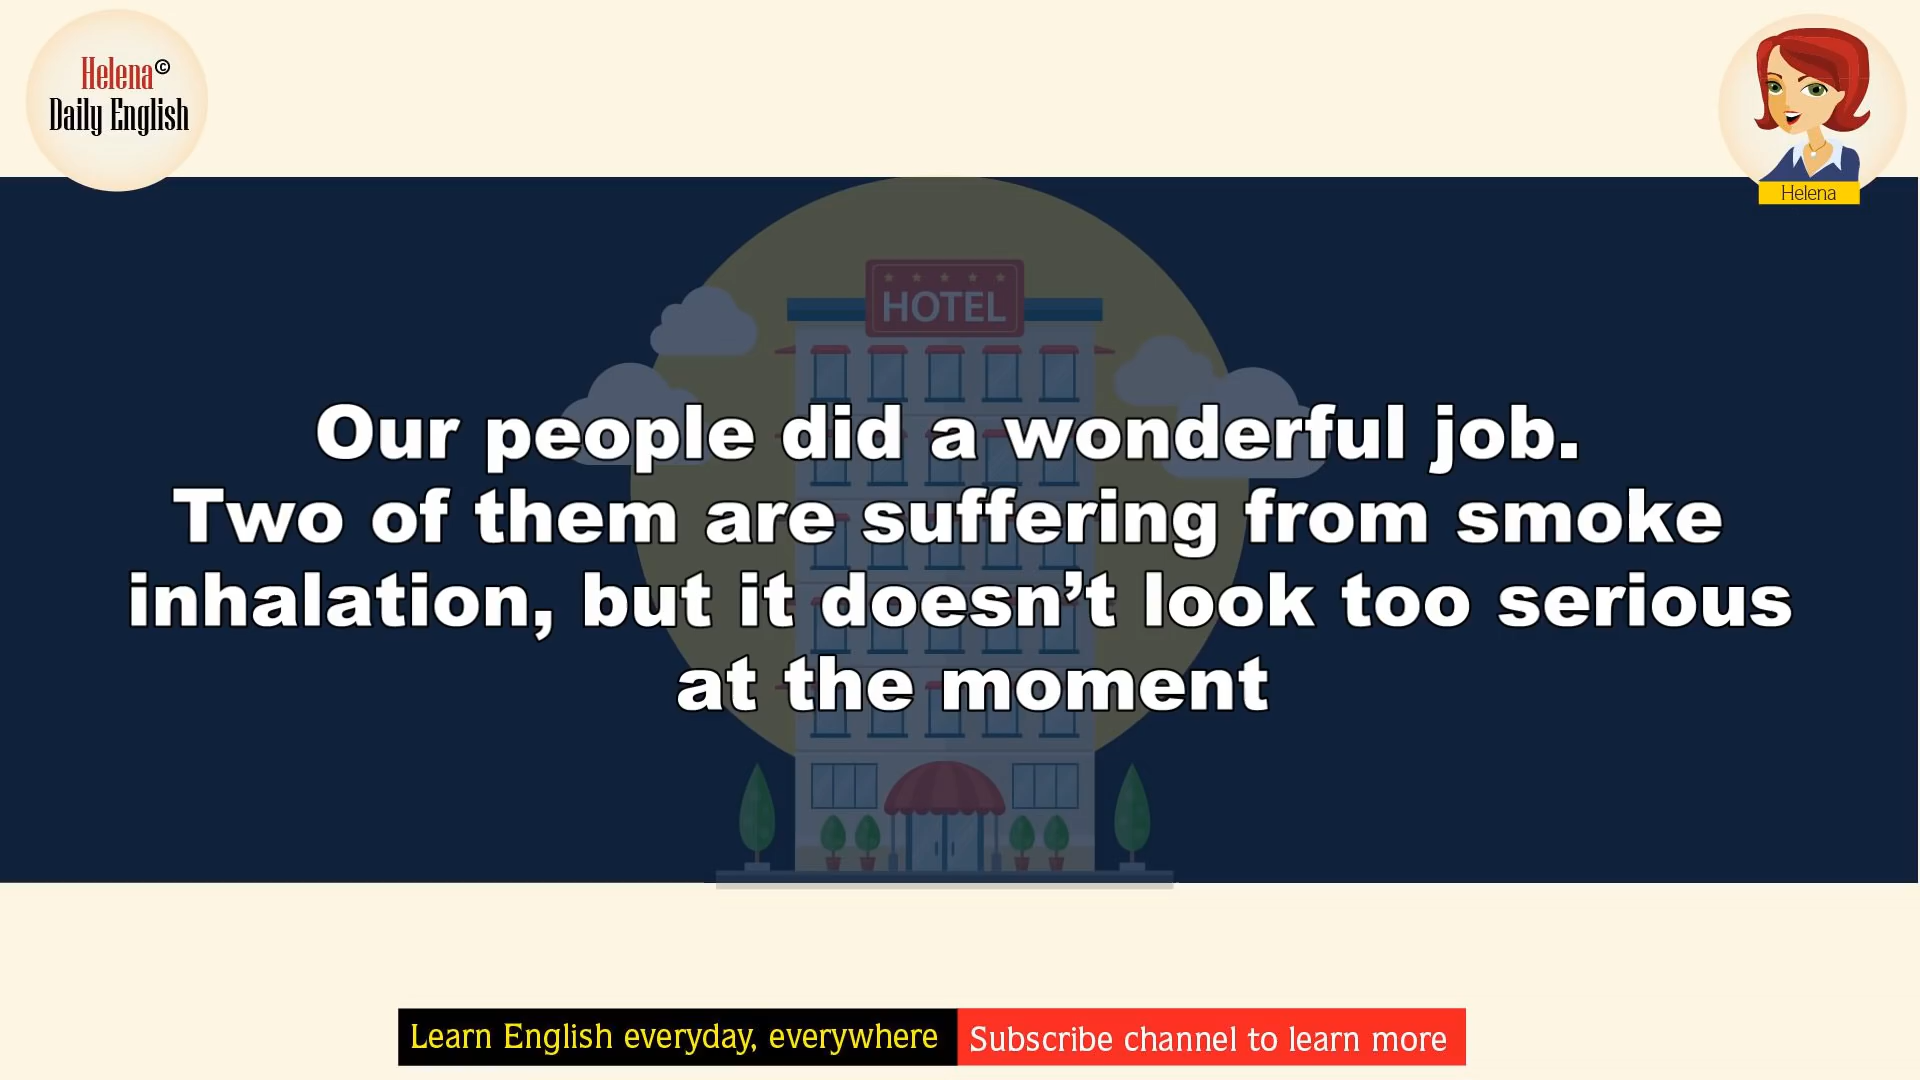 Helena©
Daily English
Helena
HOTEL
Our people did a wonderful job.
Two of them are suffering from smoke
inhalation, but it doesn’t look too serious
at the moment
Learn English everyday, everywhere
Subscribe channel to learn more